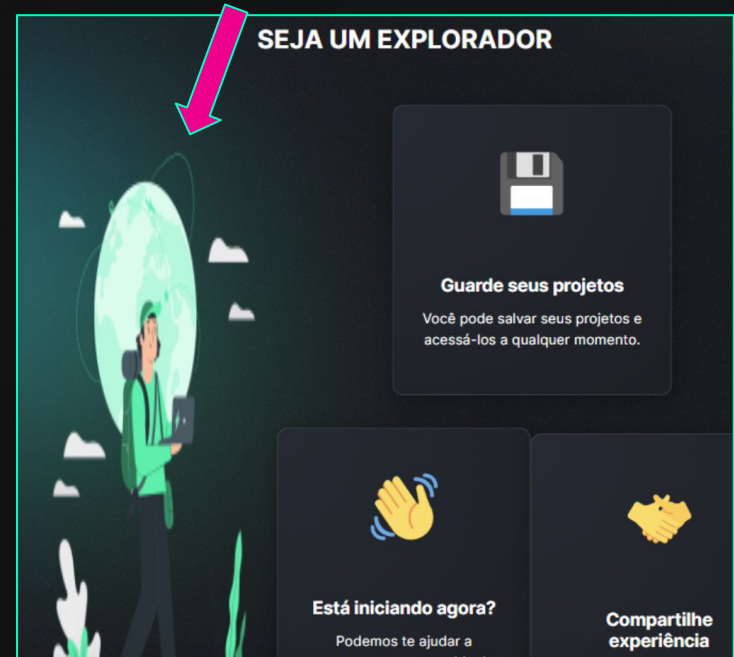 SEJA UM EXPLORADOR
Guarde seus projetos
Você pode salvar seus projetos e
acessá-los a qualquer momento.
Está iniciando agora?
Podemos te ajudar a
Compartilhe
experiência